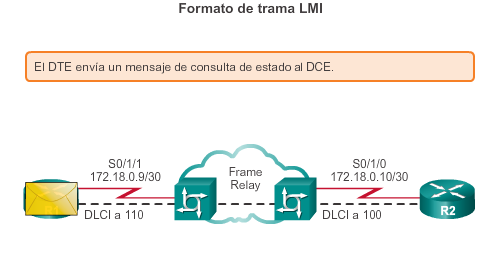 Formato de trama LMI
El DTE envía un mensaje de consulta de estado al DCE.
S0/1/1
172.18.0.9/30
Frame
Relay
S0/1/0
172.18.0.10/30
DLCI a 110
DLCI a 100
R2